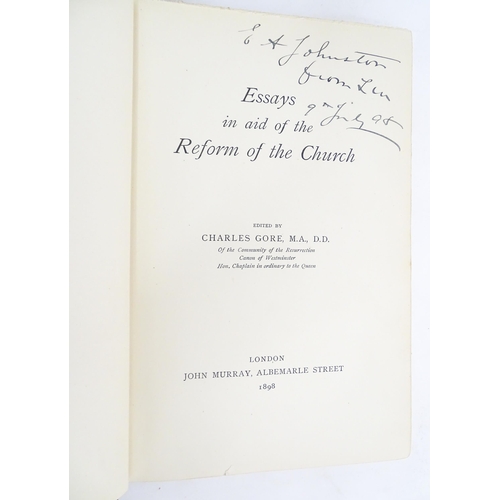 E A Johnston
from
Essays
9th July 98
in aid of the
Reform of the Church
EDITED BY
CHARLES GORE, M.A., D.D.
Of the Community of the Resurrection
Canon of Westminster
Hon. Chaplain in ordinary to the Queen
LONDON
JOHN MURRAY, ALBEMARLE STREET
1898